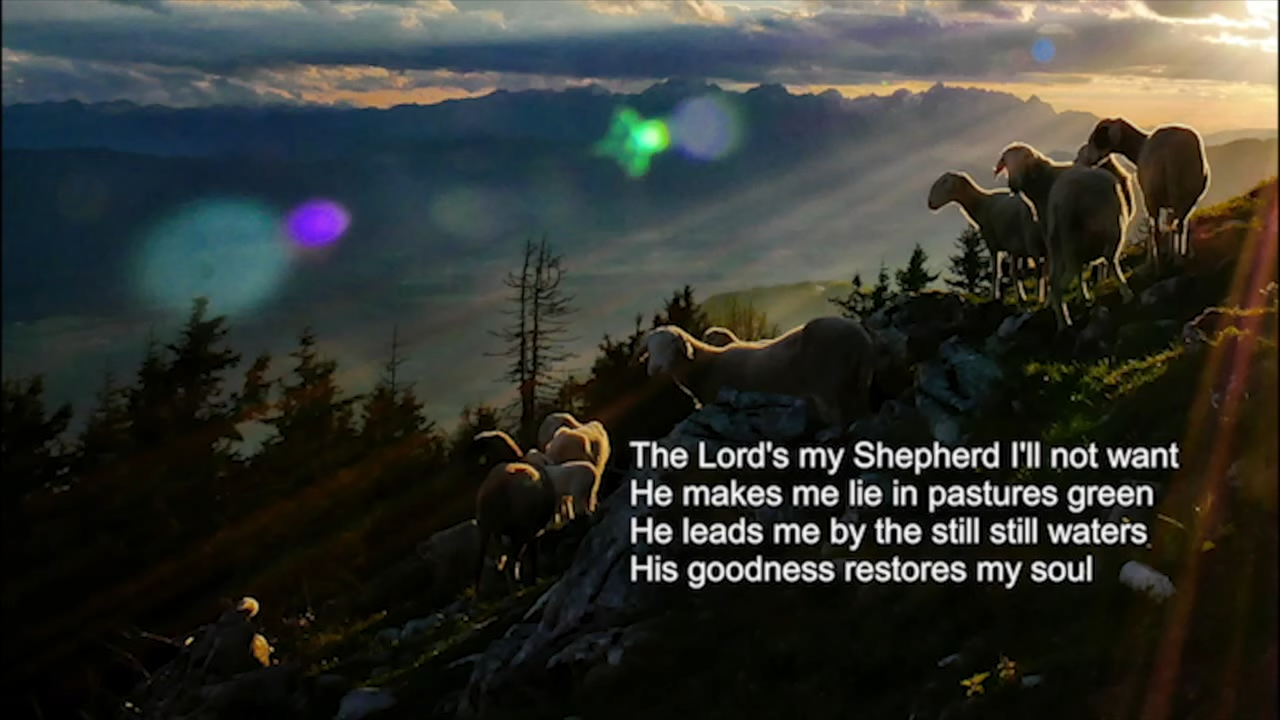 The Lord's my Shepherd I'll not want
He makes me lie in pastures green
He leads me by the still still waters
His goodness restores my soul